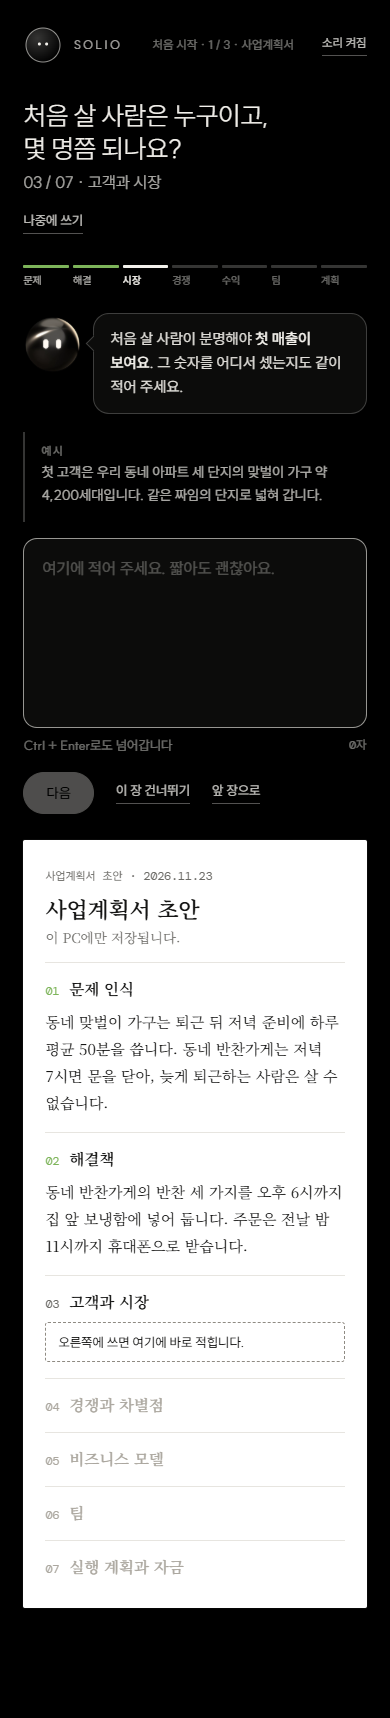 SOLIO
처음 시작 · 1 / 3 · 사업계획서
소리 켜짐
처음 살 사람은 누구이고,
몇 명쯤 되나요?
03 / 07 · 고객과 시장
나중에 쓰기
문제 해결 시장 경쟁 수익 팀 계획
처음 살 사람이 분명해야 첫 매출이
보여요. 그 숫자를 어디서 셌는지도 같이
적어 주세요.
예시
첫 고객은 우리 동네 아파트 세 단지의 맞벌이 가구 약
4,200세대입니다. 같은 짜임의 단지로 넓혀 갑니다.
여기에 적어 주세요. 짧아도 괜찮아요.
Ctrl + Enter로도 넘어갑니다
0자
다음
이 장 건너뛰기
앞 장으로
사업계획서 초안 · 2026.11.23
사업계획서 초안
이 PC에만 저장됩니다.
01 문제 인식
동네 맞벌이 가구는 퇴근 뒤 저녁 준비에 하루
평균 50분을 씁니다. 동네 반찬가게는 저녁
7시면 문을 닫아, 늦게 퇴근하는 사람은 살 수
없습니다.
02 해결책
동네 반찬가게의 반찬 세 가지를 오후 6시까지
집 앞 보냉함에 넣어 둡니다. 주문은 전날 밤
11시까지 휴대폰으로 받습니다.
03 고객과 시장
오른쪽에 쓰면 여기에 바로 적힙니다.
04 경쟁과 차별점
05 비즈니스 모델
06 팀
07 실행 계획과 자금